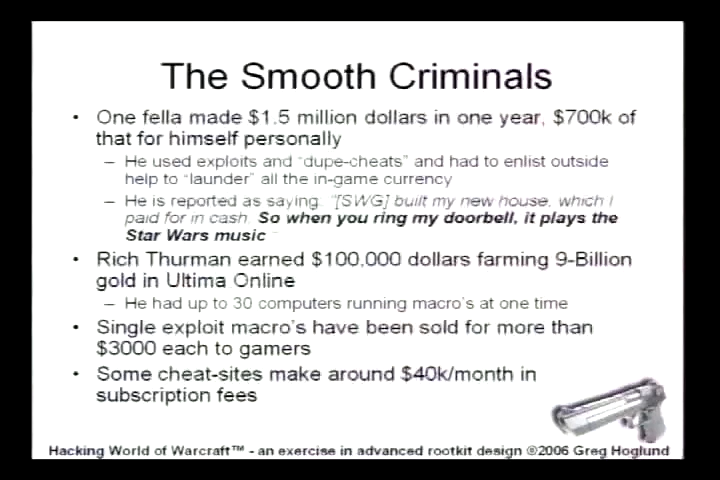 The Smooth Criminals
• One fella made $1.5 million dollars in one year, $700k of
that for himself personally
– He used exploits and "dupe-cheats" and had to enlist outside
help to "launder" all the in-game currency
– He is reported as saying: "[SWG] built my new house, which I
paid for in cash. So when you ring my doorbell, it plays the
Star Wars music"
• Rich Thurman earned $100,000 dollars farming 9-Billion
gold in Ultima Online
– He had up to 30 computers running macro's at one time
• Single exploit macro's have been sold for more than
$3000 each to gamers
• Some cheat-sites make around $40k/month in
subscription fees
Hacking World of Warcraft™ - an exercise in advanced rootkit design ©2006 Greg Hoglund